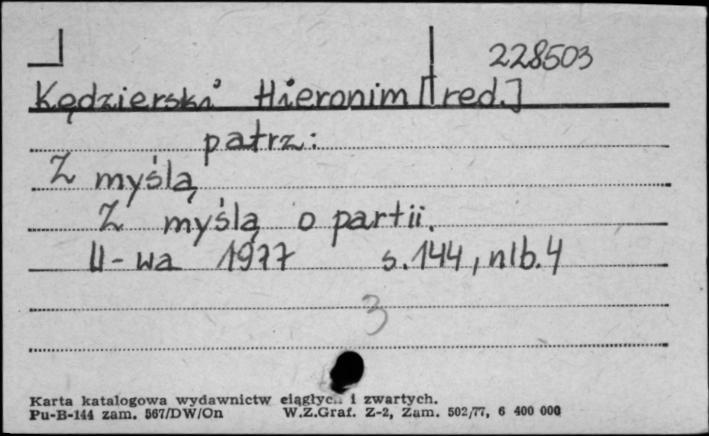 228503
Kędzierski Hieronim [red.]
patrz:
Z myślą
Z myślą o partii.
W-wa 1977 s.144, nlb.4
3
Karta katalogowa wydawnictw ciągłych i zwartych.
Pu-B-144 zam. 567/DW/On W.Z.Graf. Z-2, Zam. 502/77, 6 400 000